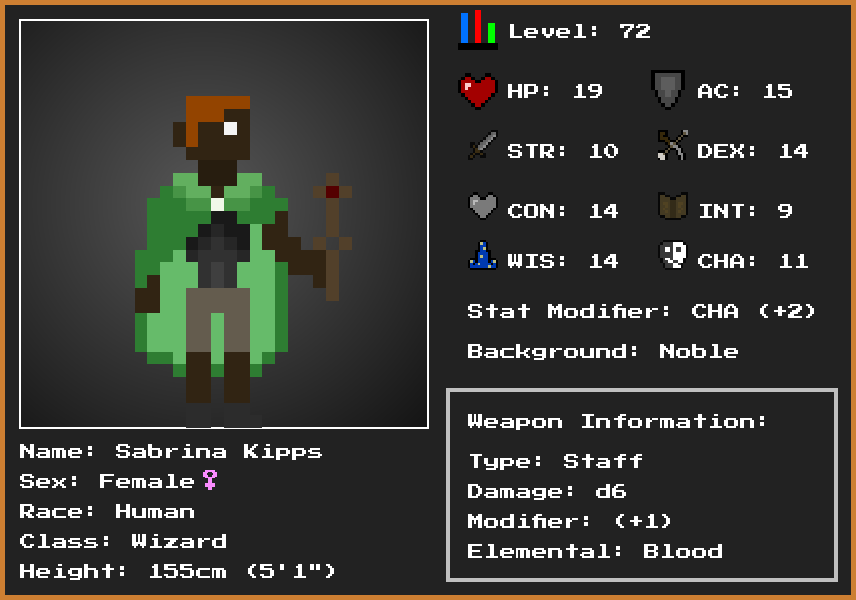 Level: 72
HP: 19
AC: 15
STR: 10
DEX: 14
CON: 14
INT: 9
WIS: 14
CHA: 11
Stat Modifier: CHA (+2)
Background: Noble
Weapon Information:
Type: Staff
Damage: d6
Modifier: (+1)
Elemental: Blood
Name: Sabrina Kipps
Sex: Female♀
Race: Human
Class: Wizard
Height: 155cm (5'1")